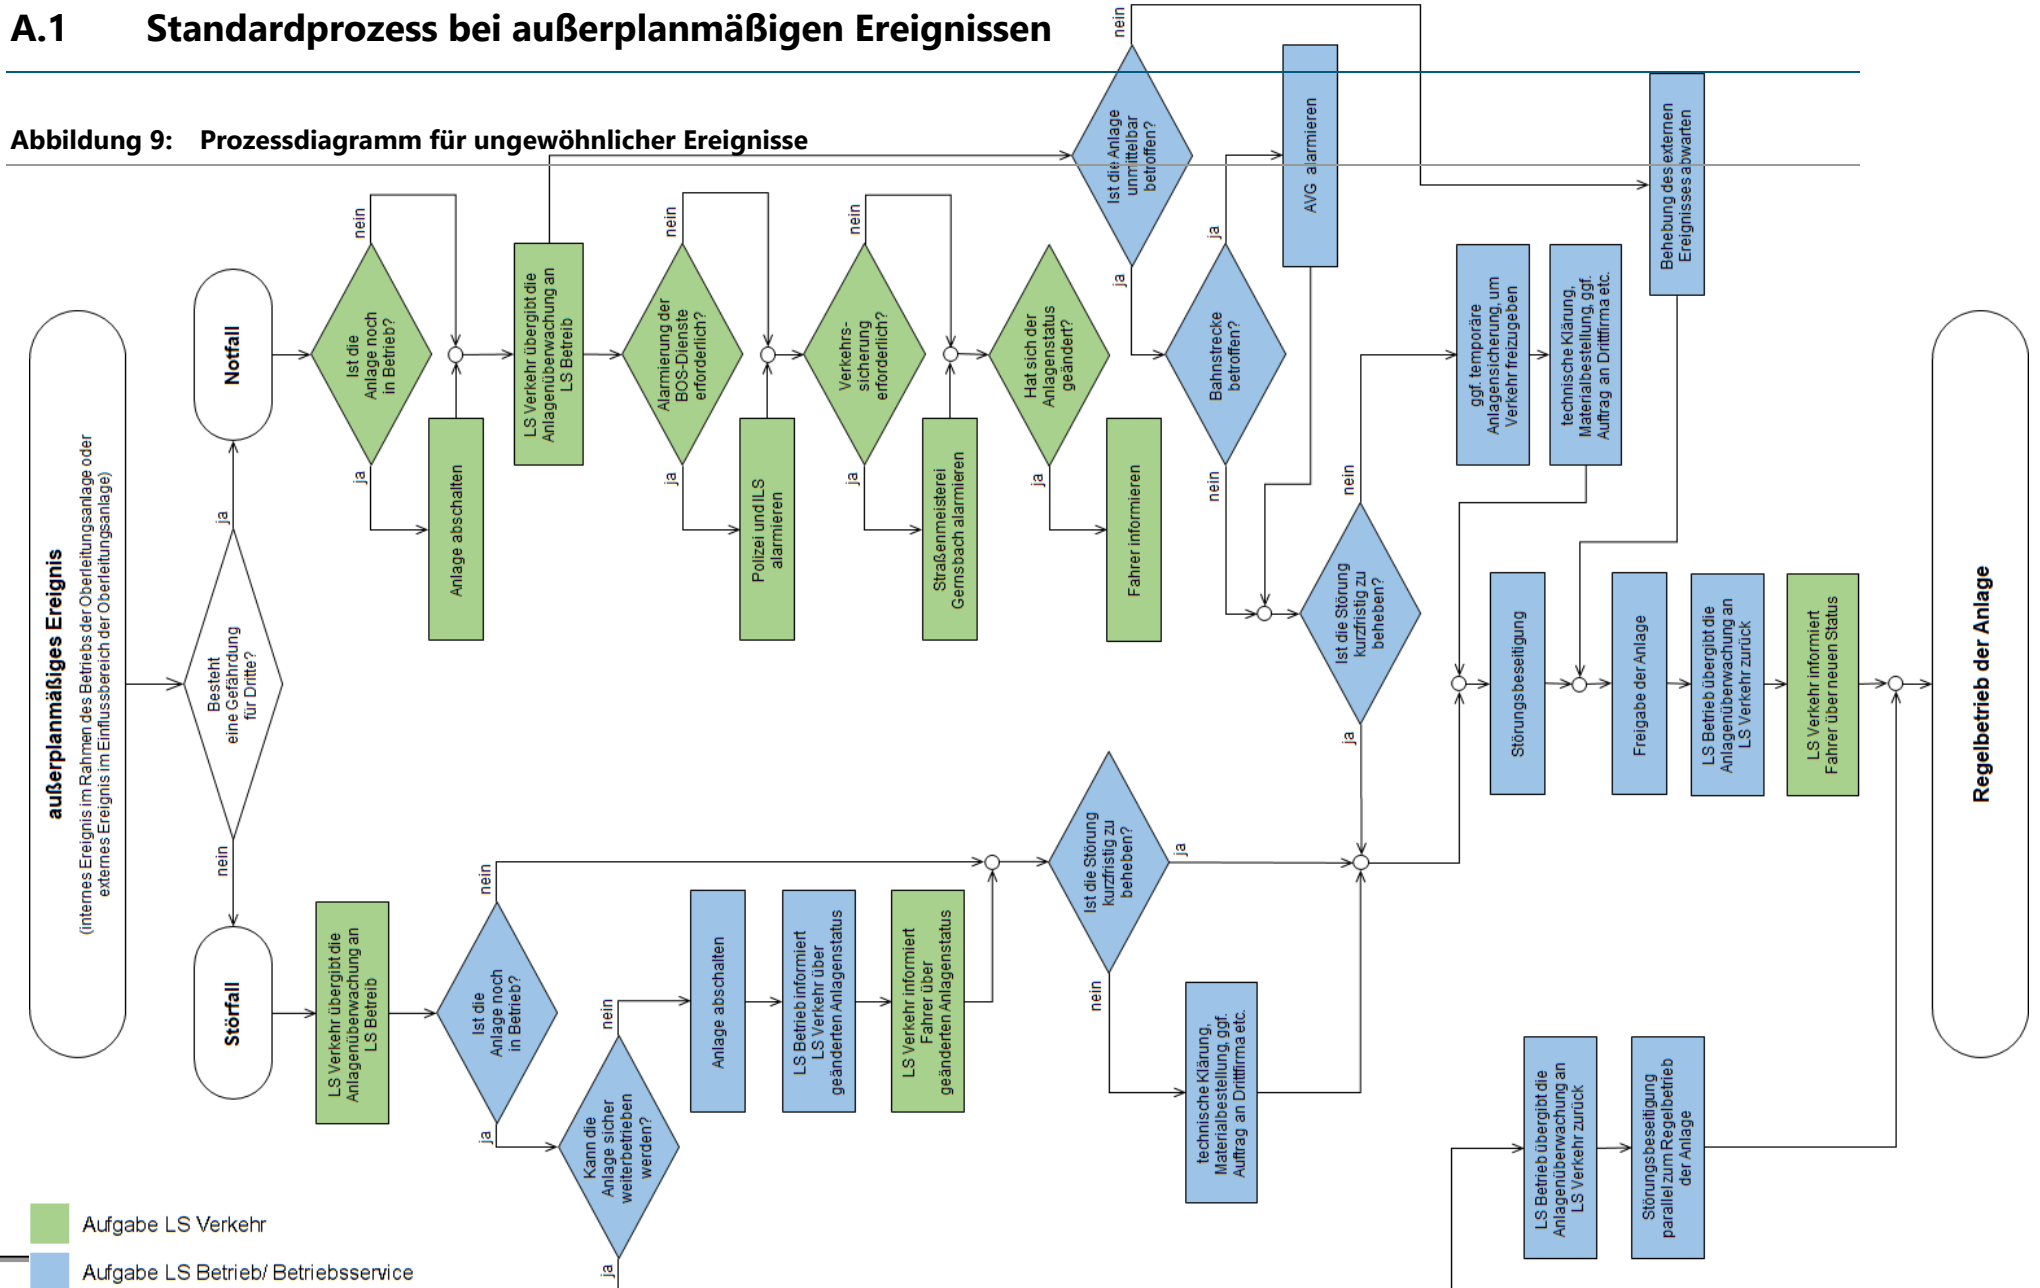 A.1 Standardprozess bei außerplanmäßigen Ereignissen
Abbildung 9: Prozessdiagramm für ungewöhnlicher Ereignisse
außerplanmäßiges Ereignis
(internes Ereignis im Rahmen des Betriebs der Oberleitungsanlage oder
externes Ereignis im Einflussbereich der Oberleitungsanlage)
Besteht
eine Gefährdung
für Dritte?
ja
nein
Notfall
Ist die
Anlage noch
in Betrieb?
nein
ja
Anlage abschalten
LS Verkehr übergibt die
Anlagenüberwachung an
LS Betreib
Alarmierung der
BOS-Dienste
erforderlich?
nein
ja
Polizei und ILS
alarmieren
Verkehrs-
sicherung
erforderlich?
nein
ja
Straßenmeisterei
Gernsbach alarmieren
Hat sich der
Anlagenstatus
geändert?
ja
Fahrer informieren
Ist die Anlage
unmittelbar
betroffen?
nein
ja
Bahnstrecke
betroffen?
ja
nein
AVG alarmieren
Ist die Störung
kurzfristig zu
beheben?
nein
ja
ggf. temporäre
Anlagensicherung, um
Verkehr freizugeben
technische Klärung,
Materialbestellung, ggf.
Auftrag an Drittfirma etc.
Behebung des externen
Ereignisses abwarten
Störungsbeseitigung
Freigabe der Anlage
LS Betrieb übergibt die
Anlagenüberwachung an
LS Verkehr zurück
LS Verkehr informiert
Fahrer über neuen Status
Regelbetrieb der Anlage
Störfall
LS Verkehr übergibt die
Anlagenüberwachung an
LS Betreib
Ist die
Anlage noch
in Betrieb?
nein
ja
Kann die
Anlage sicher
weiterbetrieben
werden?
nein
ja
Anlage abschalten
LS Betrieb informiert
LS Verkehr über
geänderten Anlagenstatus
LS Verkehr informiert
Fahrer über
geänderten Anlagenstatus
Ist die Störung
kurzfristig zu
beheben?
ja
nein
technische Klärung,
Materialbestellung, ggf.
Auftrag an Drittfirma etc.
LS Betrieb übergibt die
Anlagenüberwachung an
LS Verkehr zurück
Störungsbeseitigung
parallel zum Regelbetrieb
der Anlage
Aufgabe LS Verkehr
Aufgabe LS Betrieb/ Betriebsservice